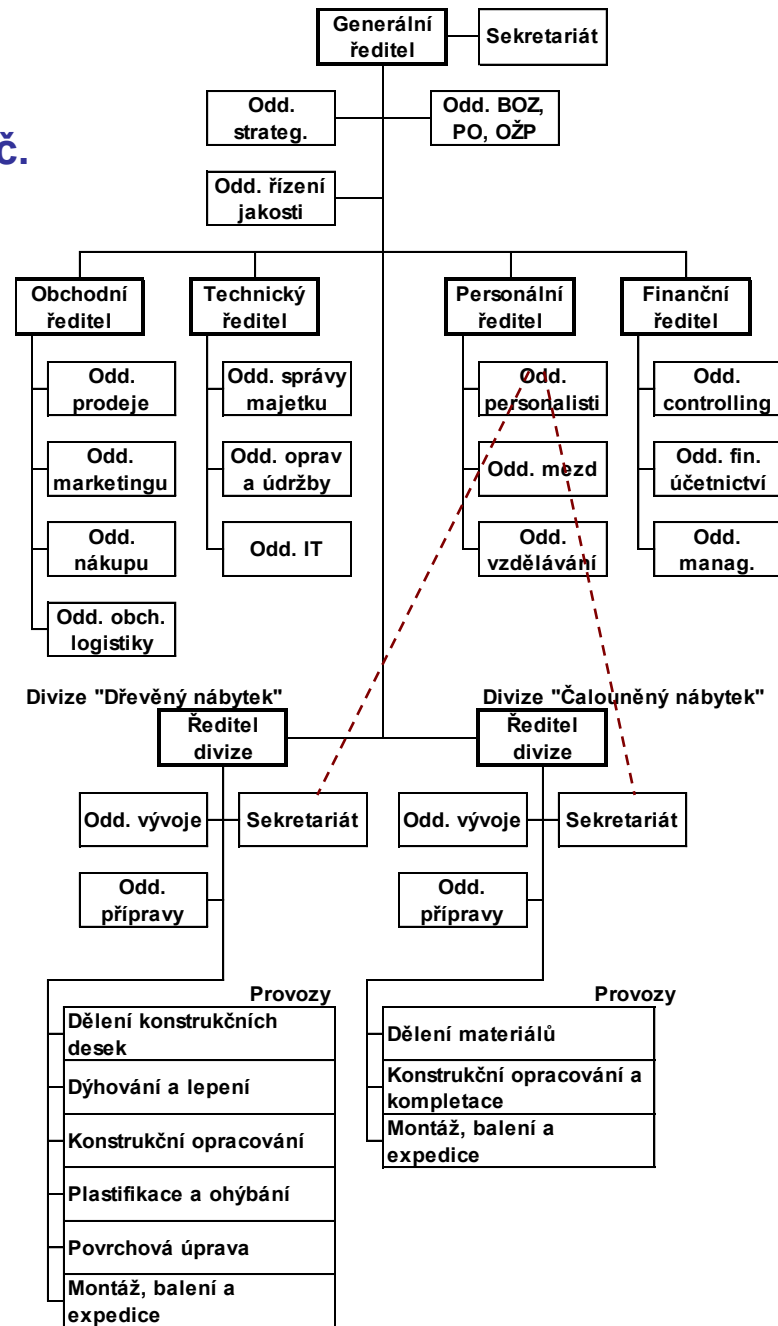 Generální
ředitel
Sekretariát
Odd.
strateg.
Odd. BOZ,
PO, OŽP
č.
Odd. řízení
jakosti
Obchodní
ředitel
Technický
ředitel
Personální
ředitel
Finanční
ředitel
Odd.
prodeje
Odd. správy
majetku
Odd.
personalisti
Odd.
controlling
Odd.
marketingu
Odd. oprav
a údržby
Odd. mezd
Odd. fin.
účetnictví
Odd.
nákupu
Odd. IT
Odd.
vzdělávání
Odd.
manag.
Odd. obch.
logistiky
Divize "Dřevěný nábytek"
Divize "Čalouněný nábytek"
Ředitel
divize
Ředitel
divize
Odd. vývoje
Sekretariát
Odd. vývoje
Sekretariát
Odd.
přípravy
Odd.
přípravy
Provozy
Dělení konstrukčních
desek
Dýhování a lepení
Konstrukční opracování
Plastifikace a ohýbání
Povrchová úprava
Montáž, balení a
expedice
Provozy
Dělení materiálů
Konstrukční opracování a
kompletace
Montáž, balení a
expedice